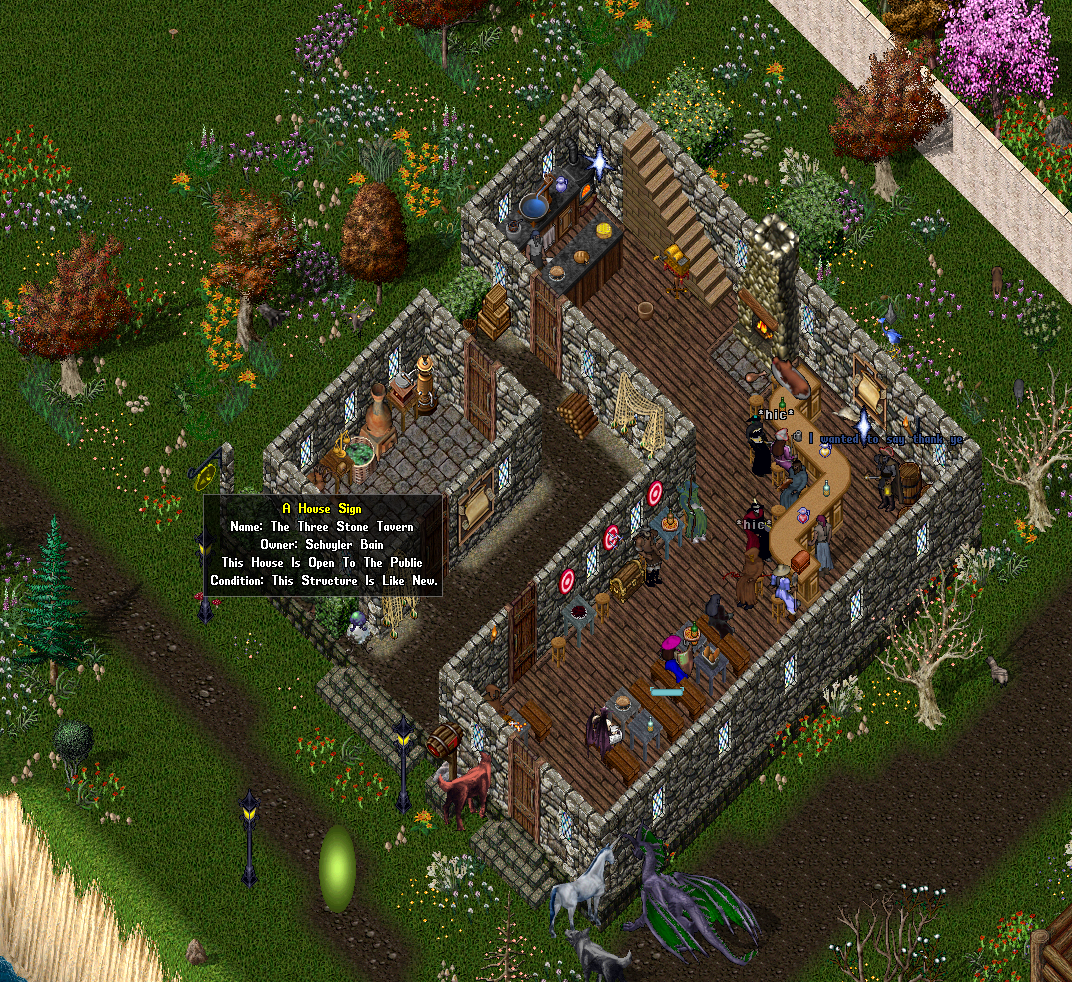 *hic*
* I wanted to say thank ye
A House Sign
Name: The Three Stone Tavern
Owner: Schuyler Bain
This House Is Open To The Public
Condition: This Structure Is Like New.
*hic*